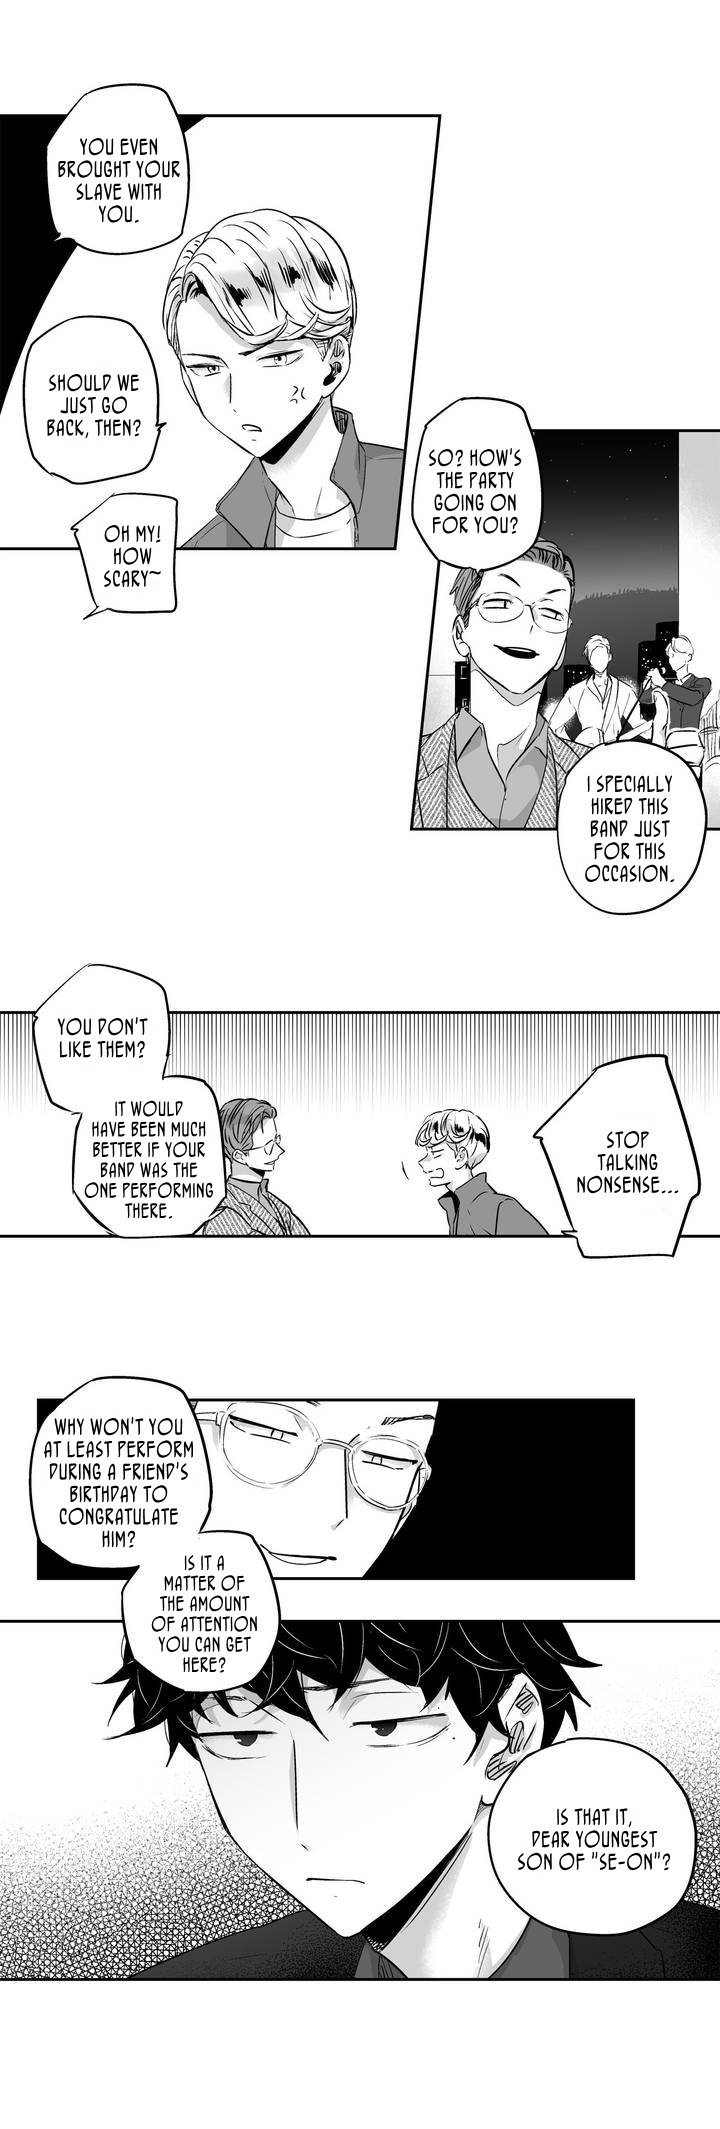 YOU EVEN
BROUGHT YOUR
SLAVE WITH
YOU.
SHOULD WE
JUST GO
BACK, THEN?
OH MY!
HOW
SCARY~
SO? HOW'S
THE PARTY
GOING ON
FOR YOU?
I SPECIALLY
HIRED THIS
BAND JUST
FOR THIS
OCCASION.
YOU DON'T
LIKE THEM?
IT WOULD
HAVE BEEN MUCH
BETTER IF YOUR
BAND WAS THE
ONE PERFORMING
THERE.
STOP
TALKING
NONSENSE...
WHY WON'T YOU
AT LEAST PERFORM
DURING A FRIEND'S
BIRTHDAY TO
CONGRATULATE
HIM?
IS IT A
MATTER OF
THE AMOUNT
OF ATTENTION
YOU CAN GET
HERE?
IS THAT IT,
DEAR YOUNGEST
SON OF "SE-ON"?